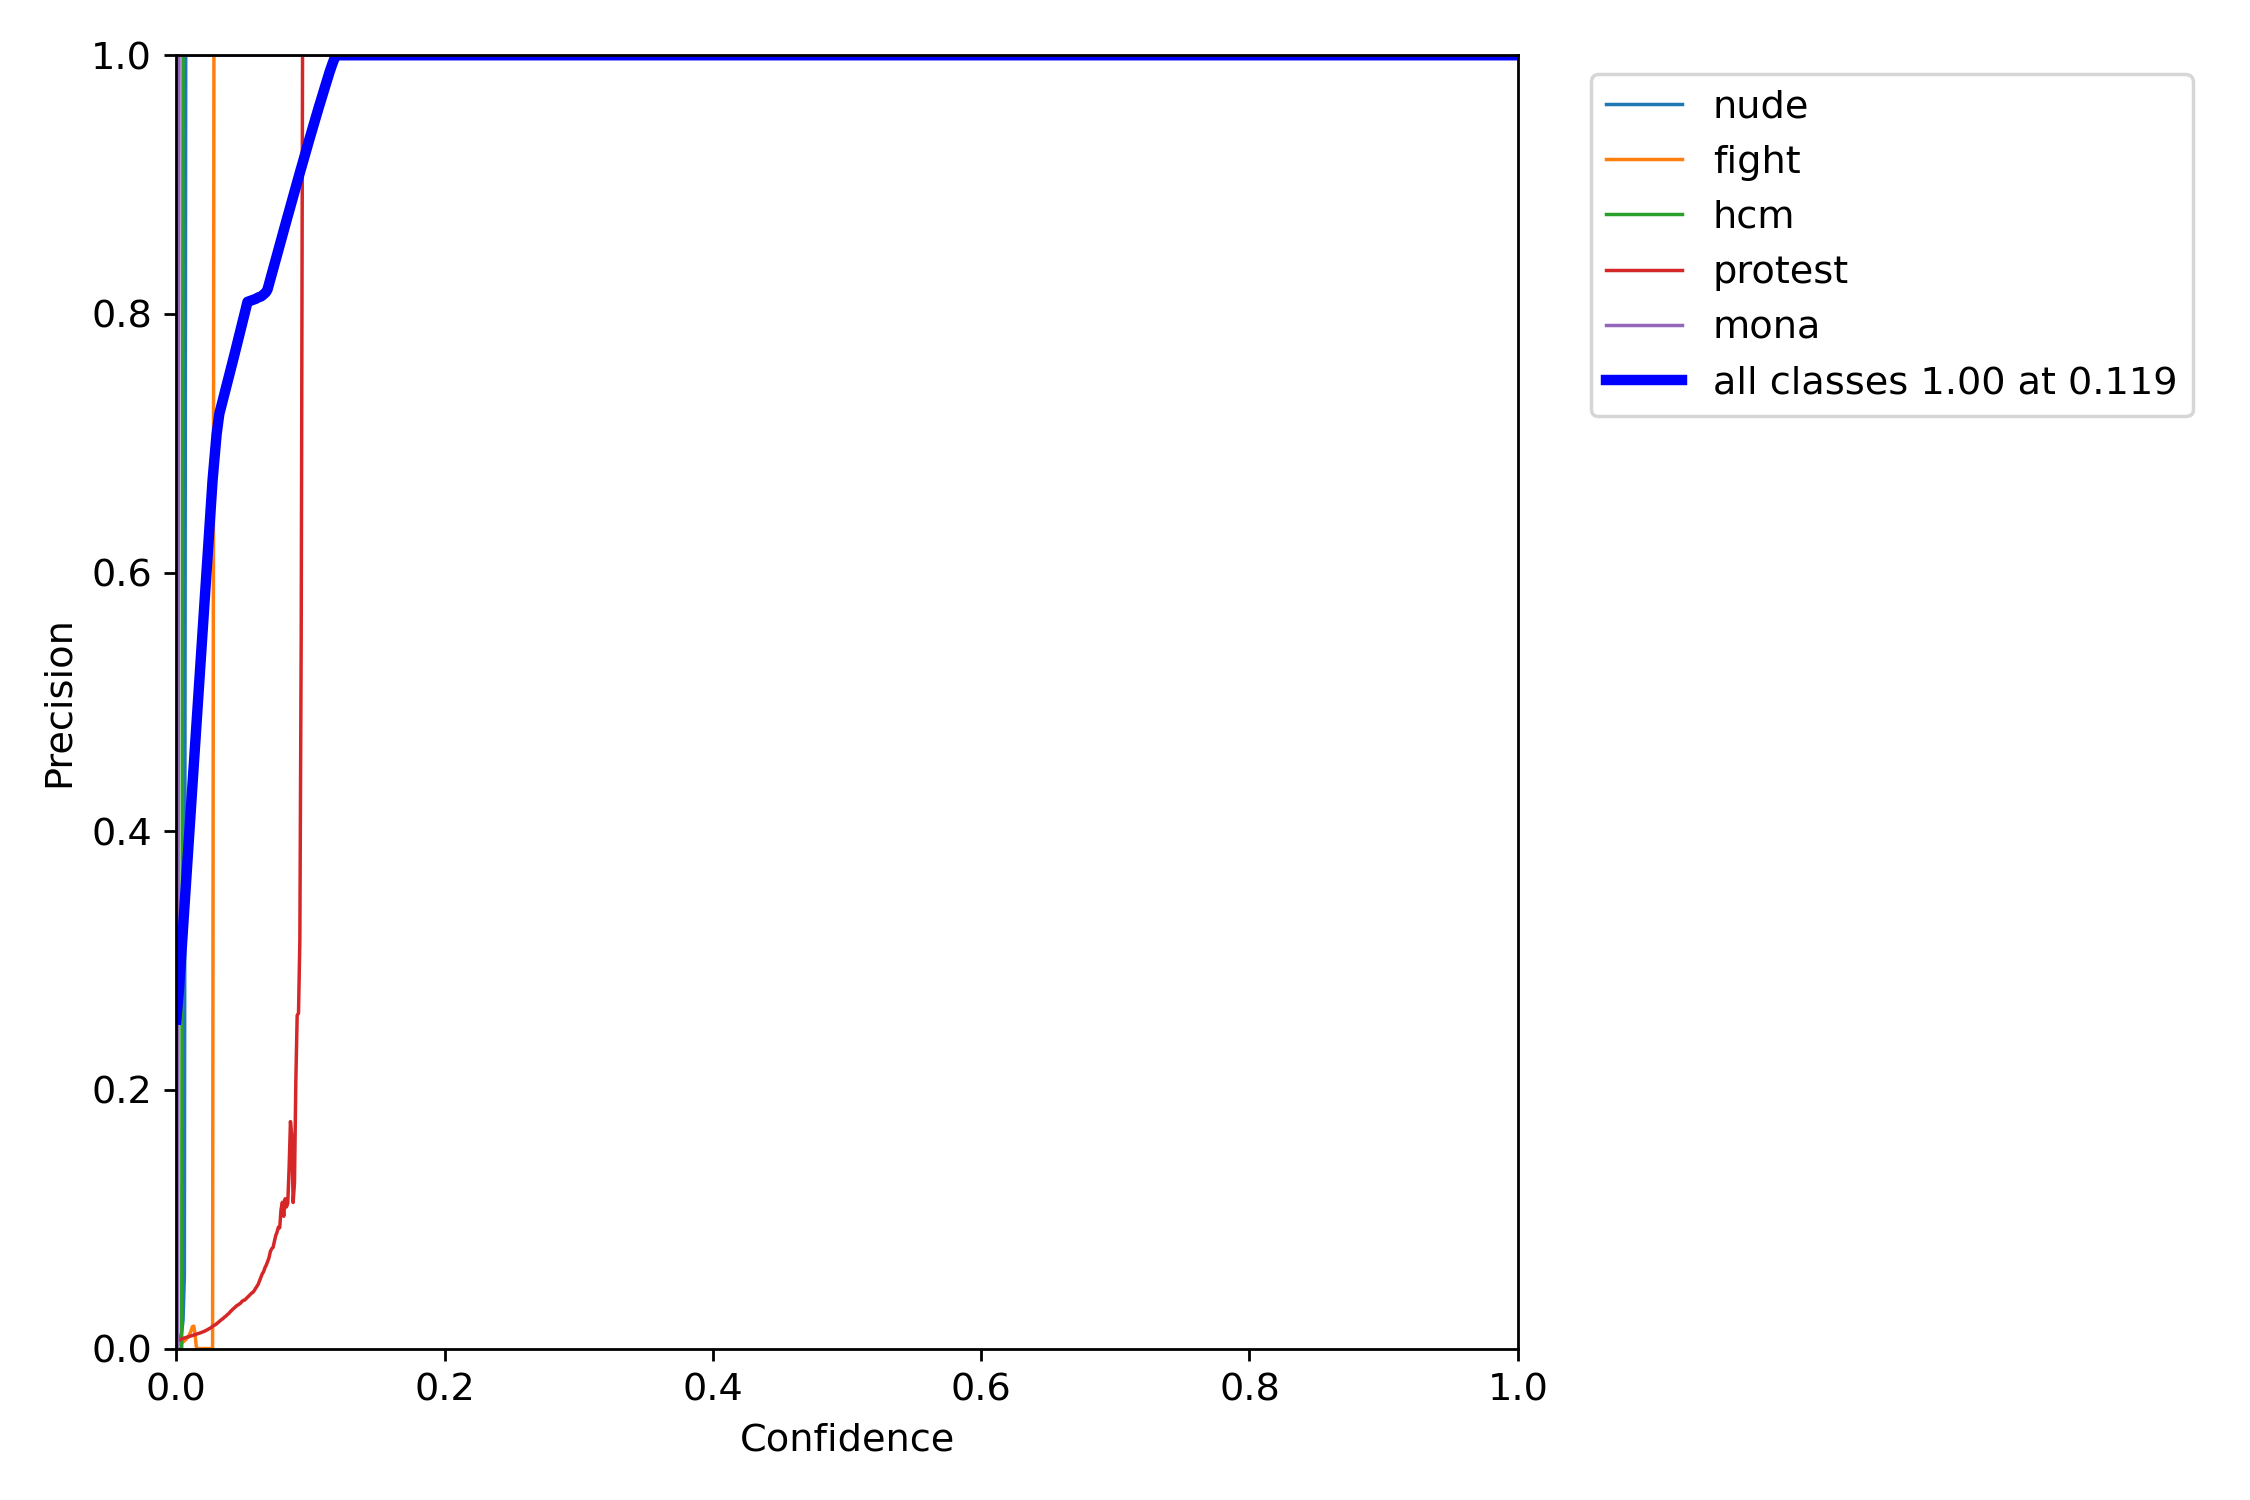 1.0
0.8
0.6
0.4
0.2
0.0
Precision
0.0 0.2 0.4 0.6 0.8 1.0
Confidence
nude
fight
hcm
protest
mona
all classes 1.00 at 0.119